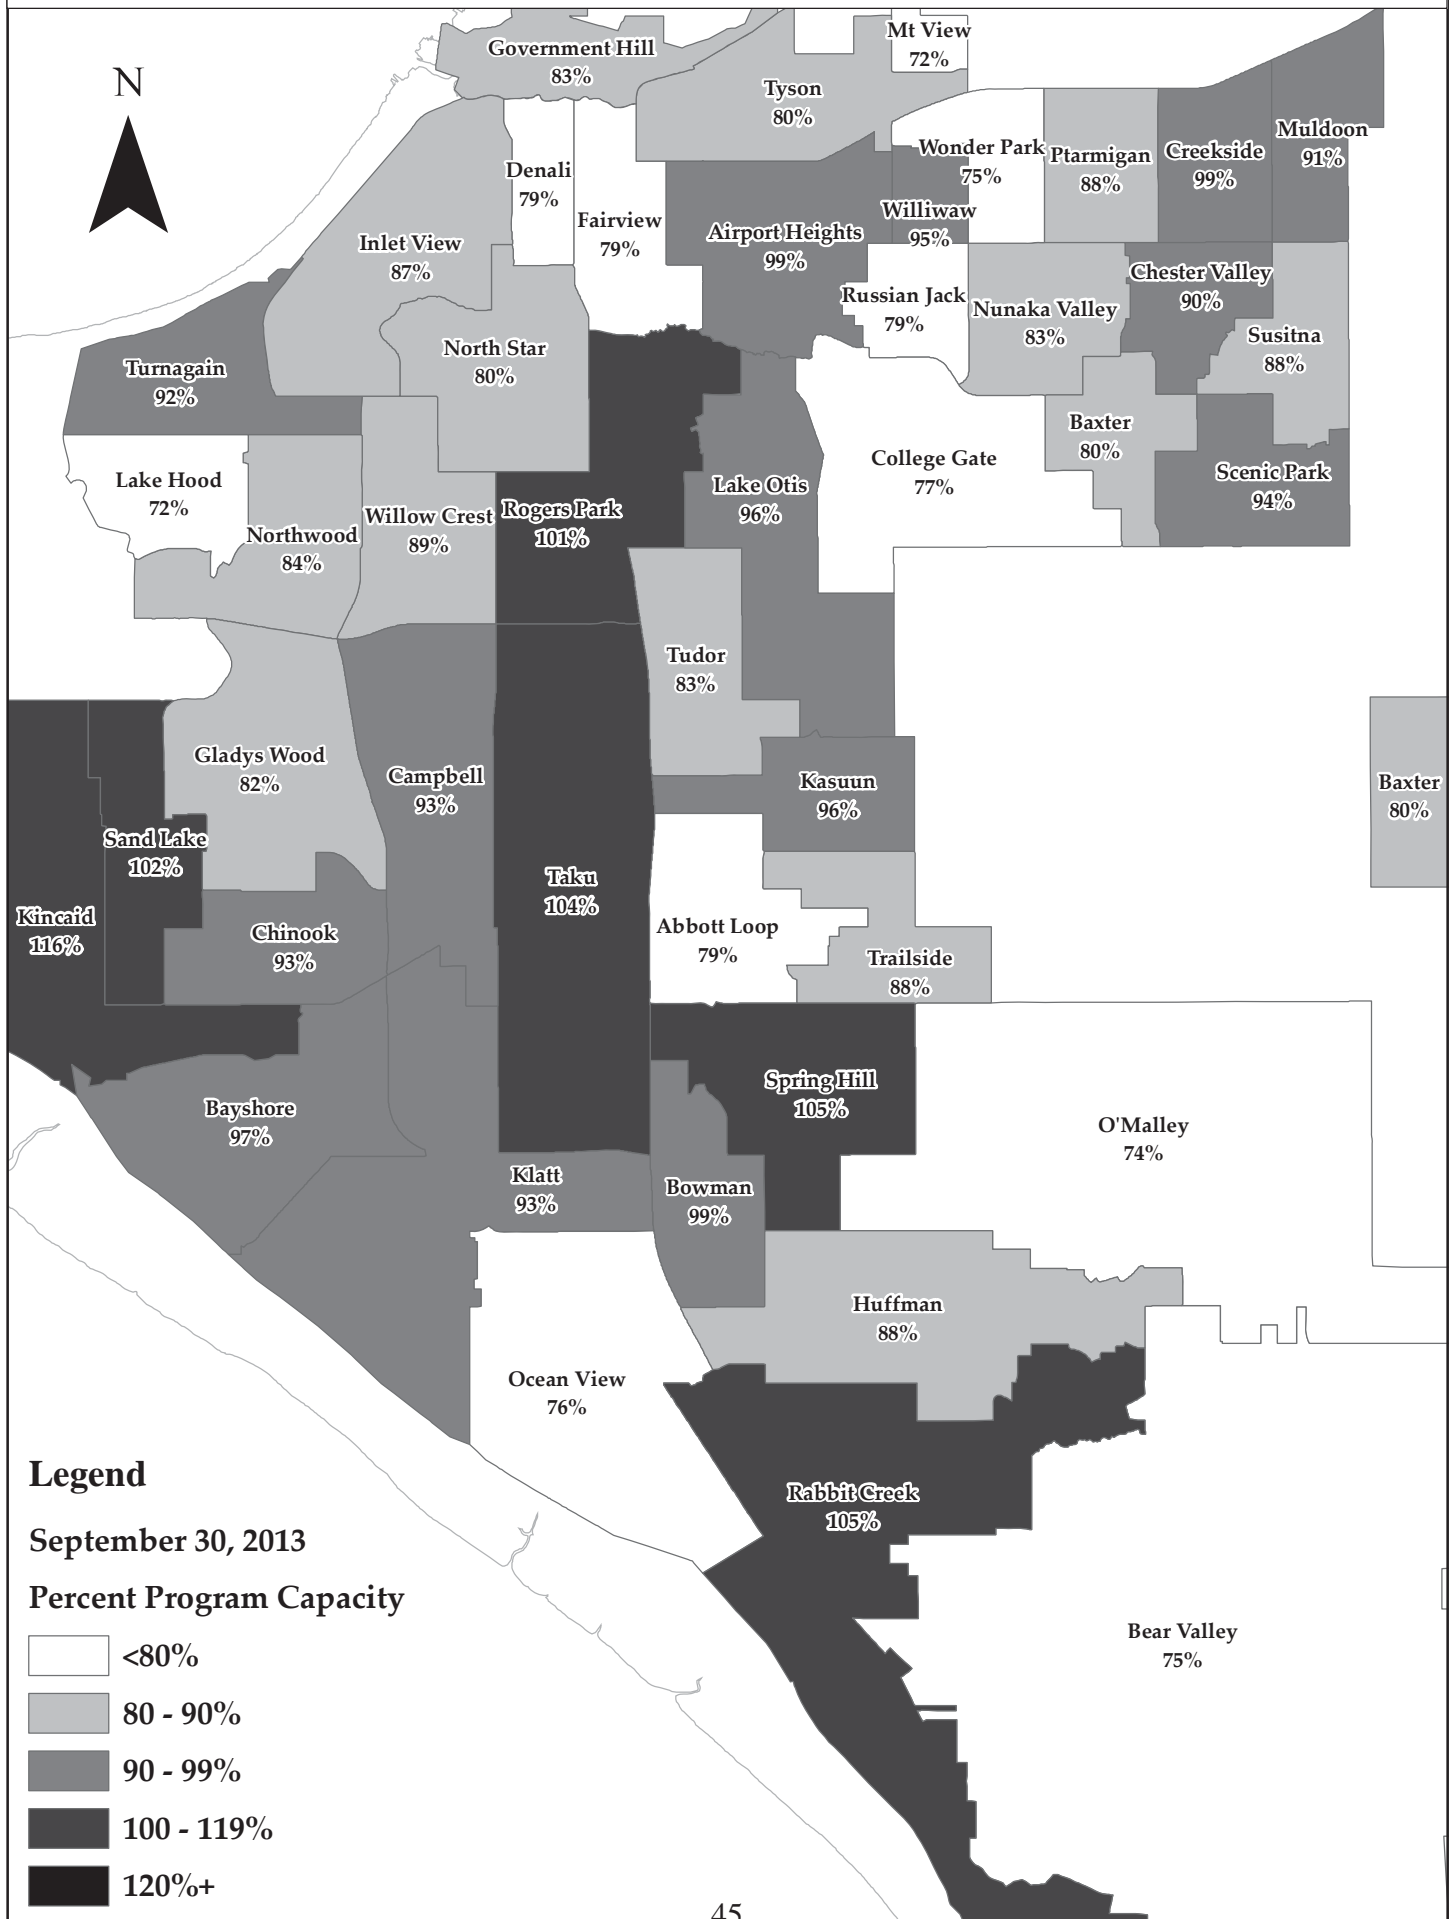 Mt View
72%
Government Hill
83%
N
Tyson
80%
Muldoon
91%
Wonder Park
75%
Ptarmigan
88%
Creekside
99%
Denali
79%
Fairview
79%
Williwaw
95%
Airport Heights
99%
Inlet View
87%
Chester Valley
90%
Russian Jack
79%
Nunaka Valley
83%
Susitna
88%
North Star
80%
Turnagain
92%
Baxter
80%
College Gate
77%
Scenic Park
94%
Lake Hood
72%
Lake Otis
96%
Rogers Park
101%
Willow Crest
89%
Northwood
84%
Tudor
83%
Gladys Wood
82%
Campbell
93%
Kasuun
96%
Baxter
80%
Sand Lake
102%
Taku
104%
Kincaid
116%
Chinook
93%
Abbott Loop
79%
Trailside
88%
Spring Hill
105%
Bayshore
97%
O'Malley
74%
Klatt
93%
Bowman
99%
Huffman
88%
Ocean View
76%
Rabbit Creek
105%
Bear Valley
75%
Legend
September 30, 2013
Percent Program Capacity
<80%
80 - 90%
90 - 99%
100 - 119%
120%+
45